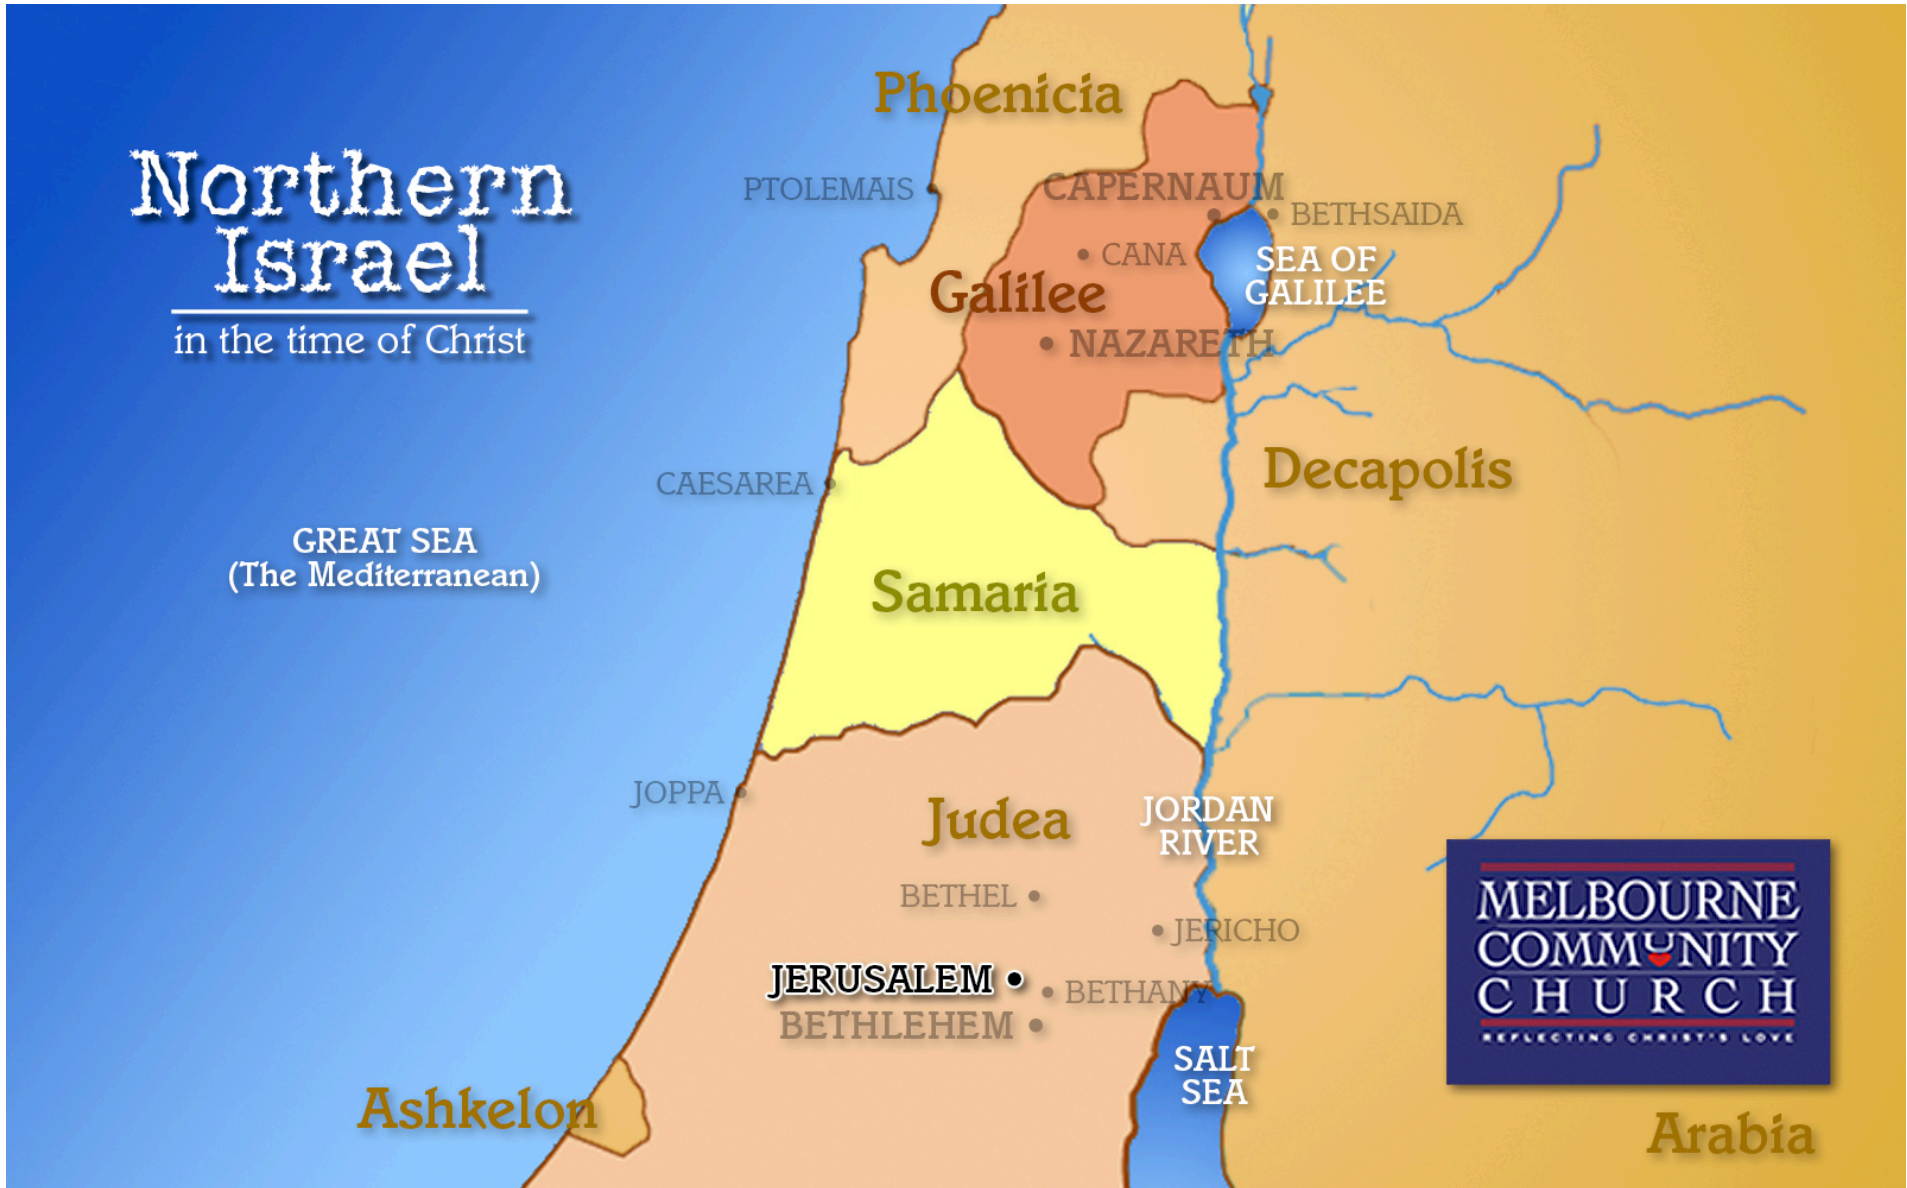 Northern
Israel
in the time of Christ
GREAT SEA
(The Mediterranean)
Phoenicia
PTOLEMAIS
CAPERNAUM
BETHSAIDA
CANA
SEA OF
GALILEE
Galilee
NAZARETH
CAESAREA
Decapolis
Samaria
JOPPA
Judea
JORDAN
RIVER
BETHEL
JERICHO
JERUSALEM
BETHANY
BETHLEHEM
SALT
SEA
Ashkelon
MELBOURNE
COMMUNITY
CHURCH
REFLECTING CHRIST'S LOVE
Arabia